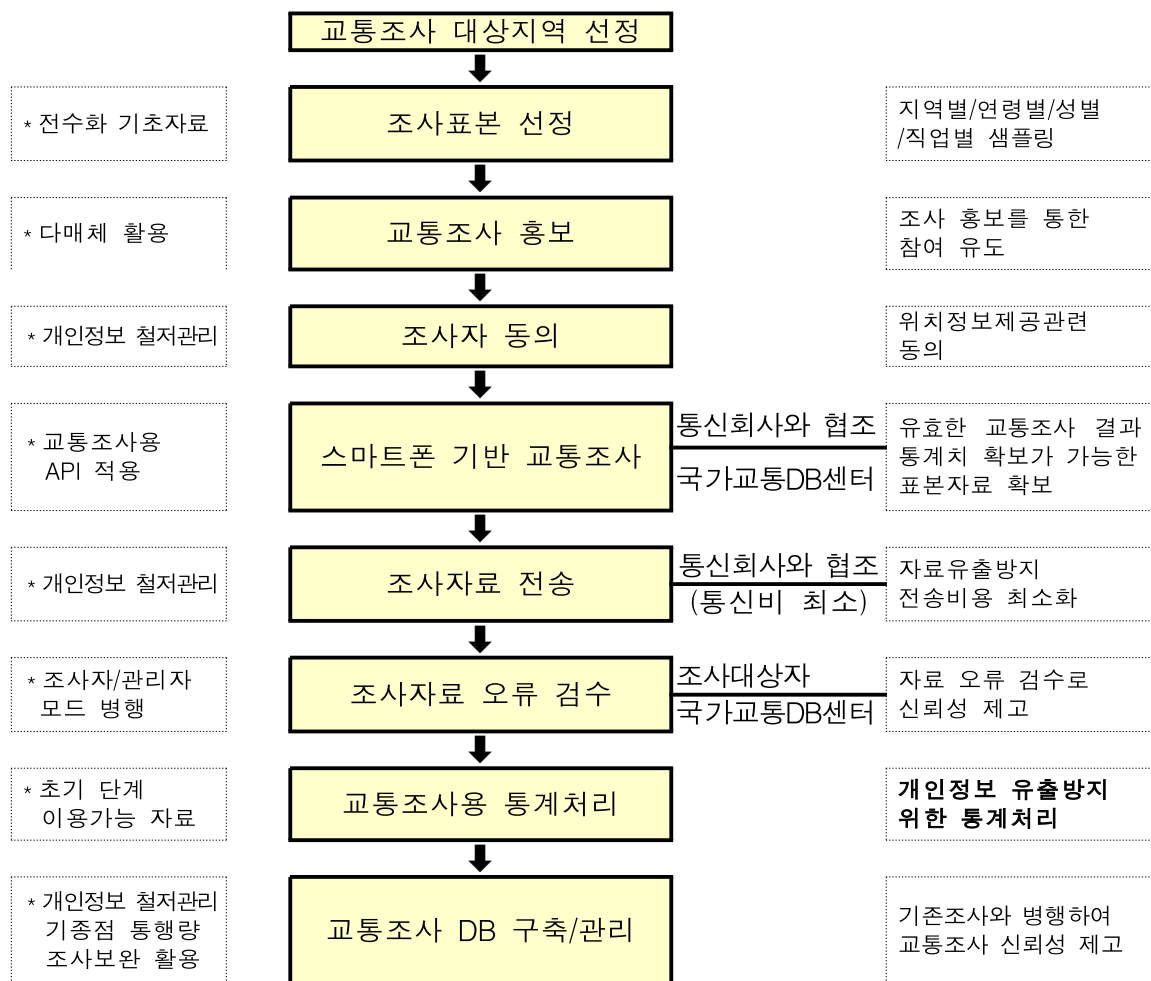 교통조사 대상지역 선정
* 전수화 기초자료
조사표본 선정
지역별/연령별/성별
/직업별 샘플링
* 다매체 활용
교통조사 홍보
조사 홍보를 통한
참여 유도
* 개인정보 철저관리
조사자 동의
위치정보제공관련
동의
* 교통조사용
API 적용
스마트폰 기반 교통조사
통신회사와 협조
국가교통DB센터
유효한 교통조사 결과
통계치 확보가 가능한
표본자료 확보
* 개인정보 철저관리
조사자료 전송
통신회사와 협조
(통신비 최소)
자료유출방지
전송비용 최소화
* 조사자/관리자
모드 병행
조사자료 오류 검수
조사대상자
국가교통DB센터
자료 오류 검수로
신뢰성 제고
* 초기 단계
이용가능 자료
교통조사용 통계처리
개인정보 유출방지
위한 통계처리
* 개인정보 철저관리
기종점 통행량
조사보완 활용
교통조사 DB 구축/관리
기존조사와 병행하여
교통조사 신뢰성 제고